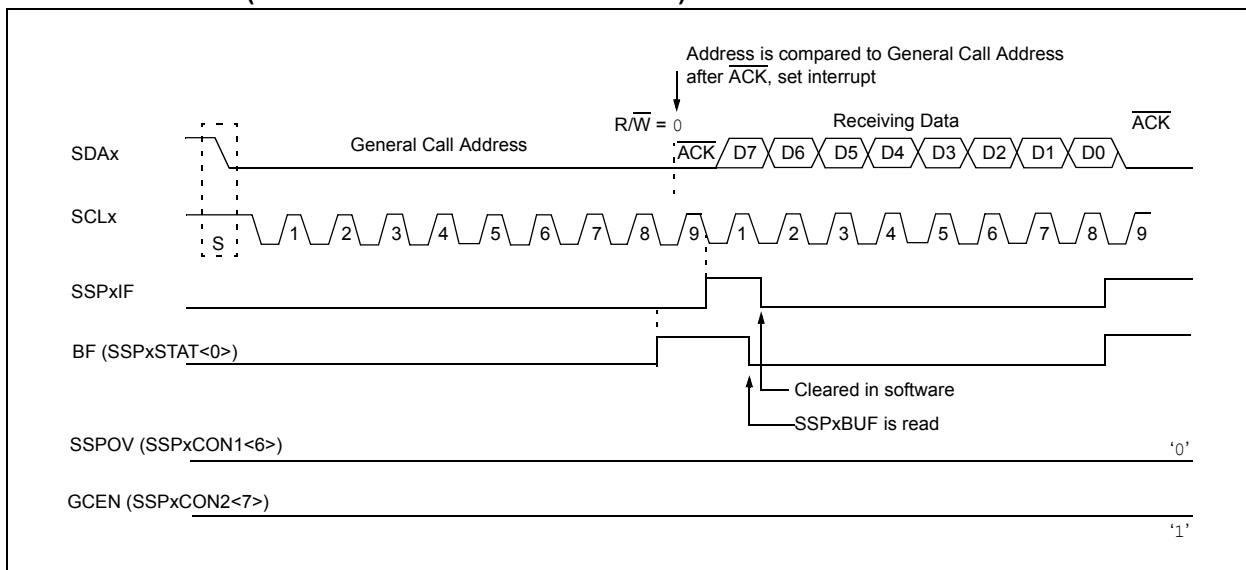 Address is compared to General Call Address
after ACK, set interrupt
R/W = 0
Receiving Data
ACK
SDAx
General Call Address
ACK D7 D6 D5 D4 D3 D2 D1 D0
SCLx
S
1 2 3 4 5 6 7 8 9 1 2 3 4 5 6 7 8 9
SSPxIF
BF (SSPxSTAT<0>)
Cleared in software
SSPxBUF is read
SSPOV (SSPxCON1<6>)
‘0’
GCEN (SSPxCON2<7>)
‘1’